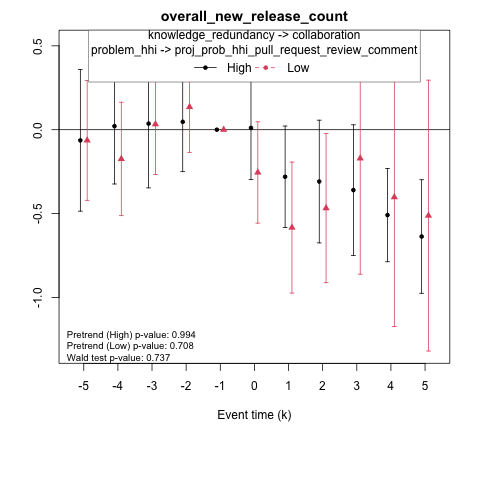 overall_new_release_count
knowledge_redundancy -> collaboration
problem_hhi -> proj_prob_hhi_pull_request_review_comment
High Low
0.5
0.0
-0.5
-1.0
Pretrend (High) p-value: 0.994
Pretrend (Low) p-value: 0.708
Wald test p-value: 0.737
-5 -4 -3 -2 -1 0 1 2 3 4 5
Event time (k)